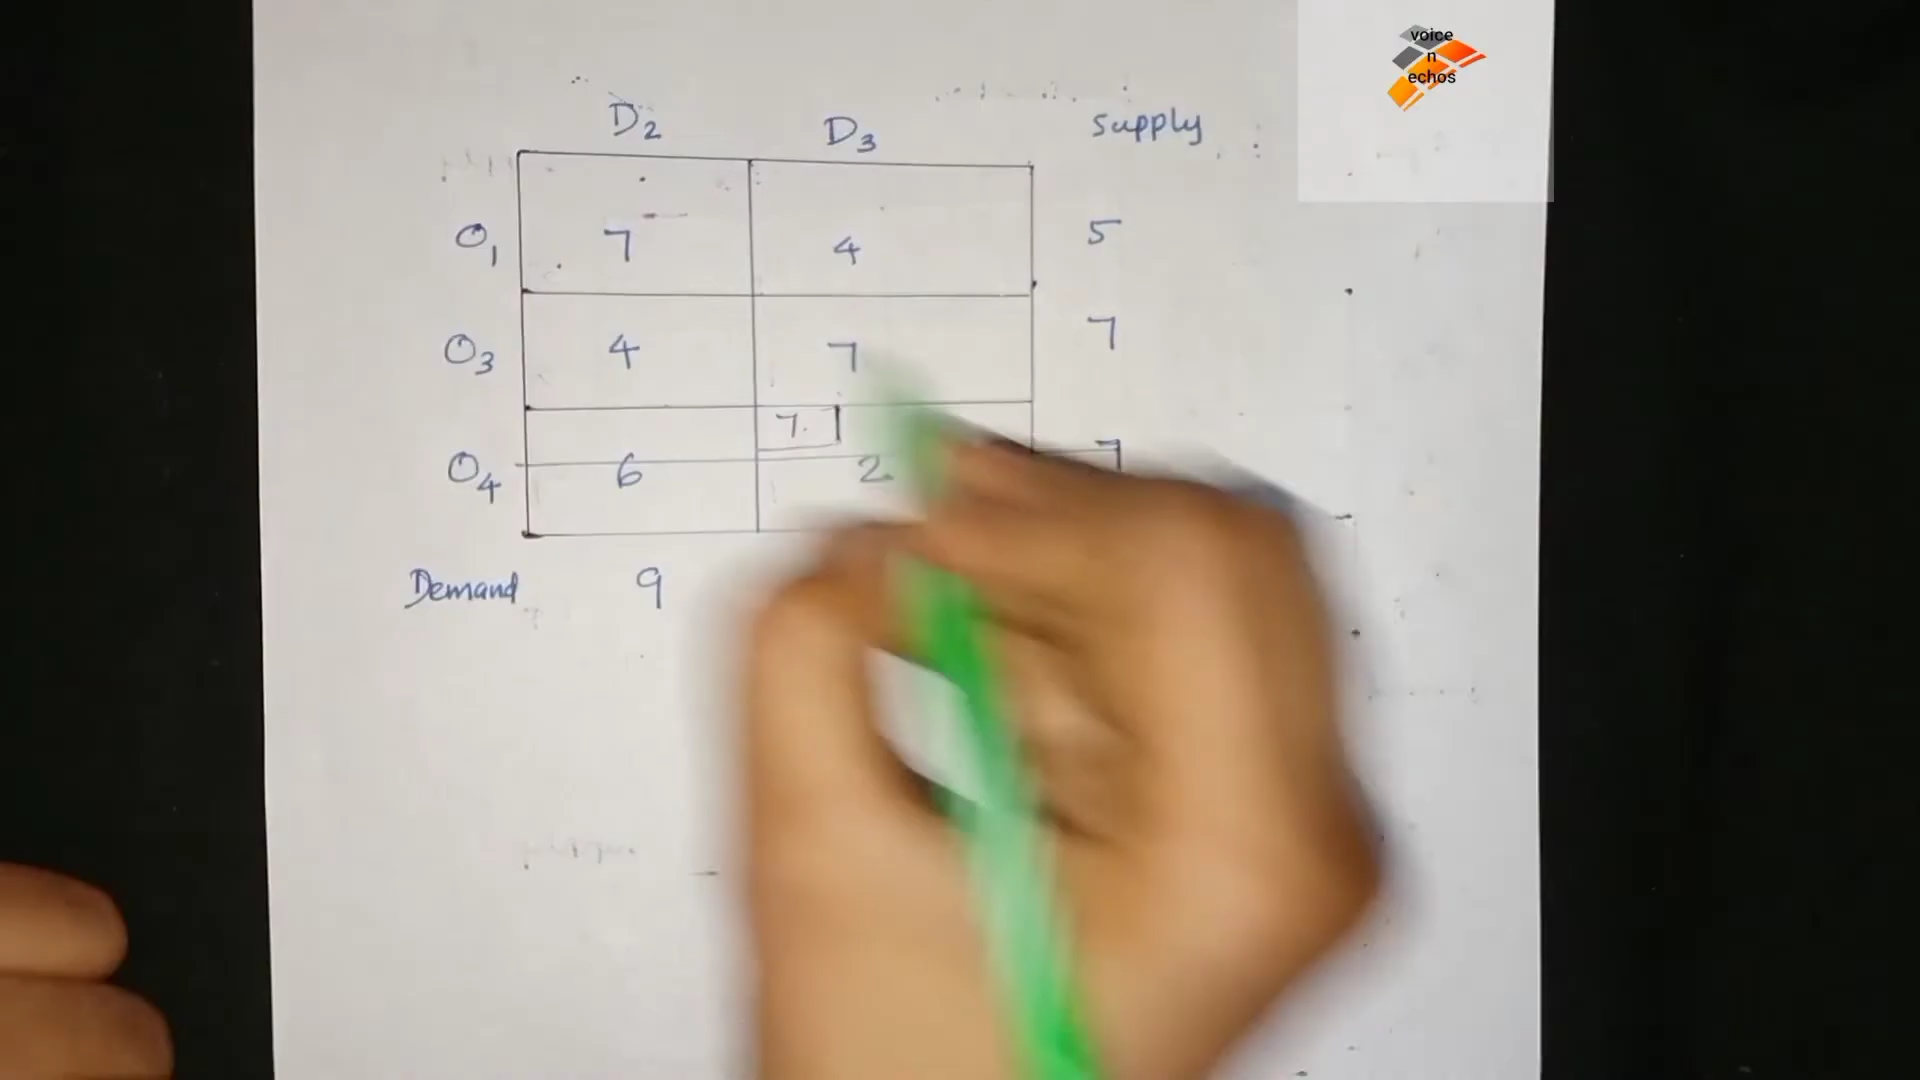 voice
n
echos
D2 D3 Supply
O1 7 4 5
O3 4 7 7
7
O4 6 2
Demand 9